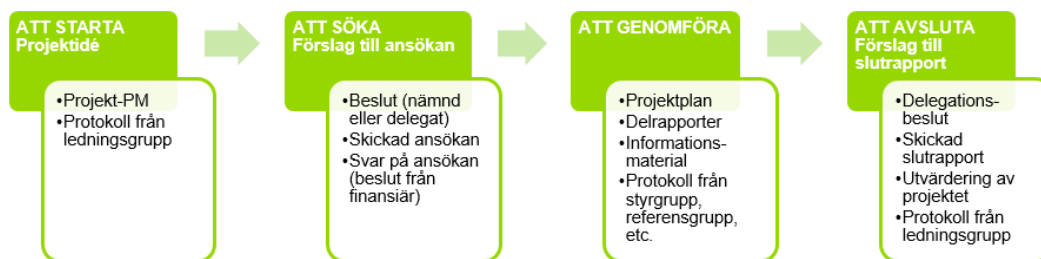 ATT STARTA
Projektidé
•Projekt-PM
•Protokoll från
ledningsgrupp
ATT SÖKA
Förslag till ansökan
•Beslut (nämnd
eller delegat)
•Skickad ansökan
•Svar på ansökan
(beslut från
finansiär)
ATT GENOMFÖRA
•Projektplan
•Delrapporter
•Informations-
material
•Protokoll från
styrgrupp,
referensgrupp,
etc.
ATT AVSLUTA
Förslag till
slutrapport
•Delegations-
beslut
•Skickad
slutrapport
•Utvärdering av
projektet
•Protokoll från
ledningsgrupp